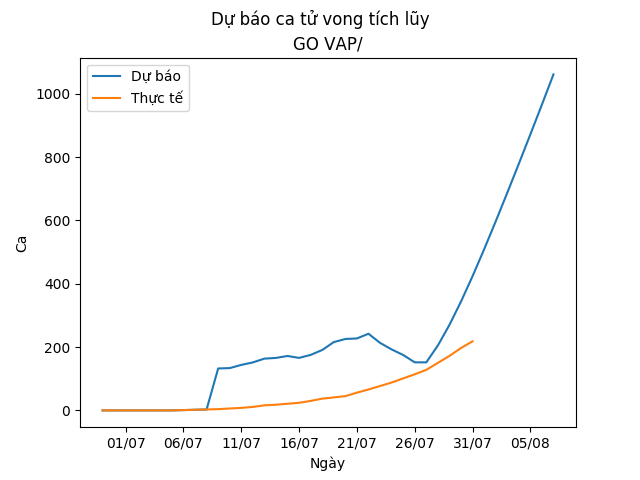 Dự báo ca tử vong tích lũy
GO VAP/
Dự báo
Thực tế
Ca
1000
800
600
400
200
0
01/07 06/07 11/07 16/07 21/07 26/07 31/07 05/08
Ngày